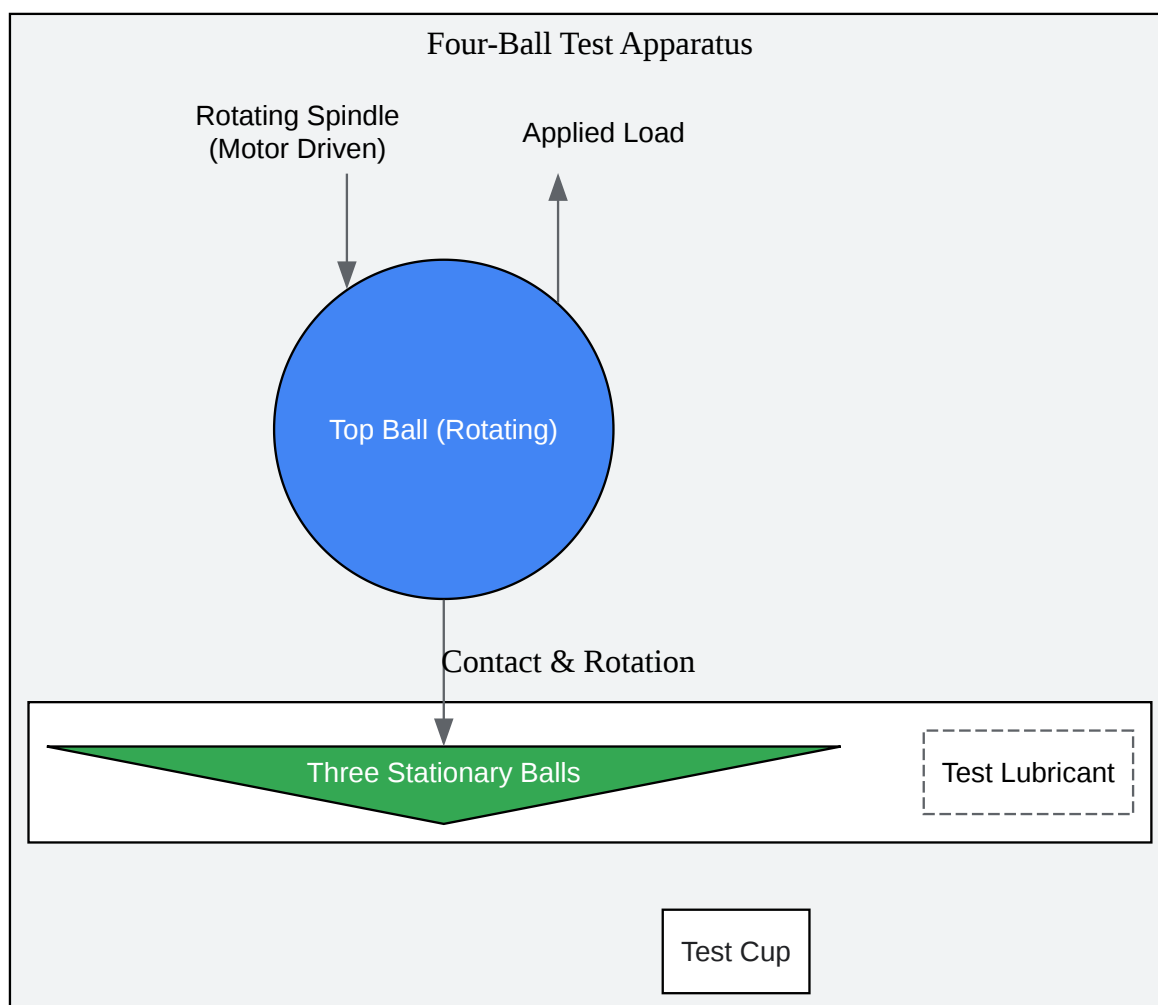 Four-Ball Test Apparatus
Rotating Spindle
(Motor Driven)
Applied Load
Top Ball (Rotating)
Contact & Rotation
Three Stationary Balls
Test Lubricant
Test Cup